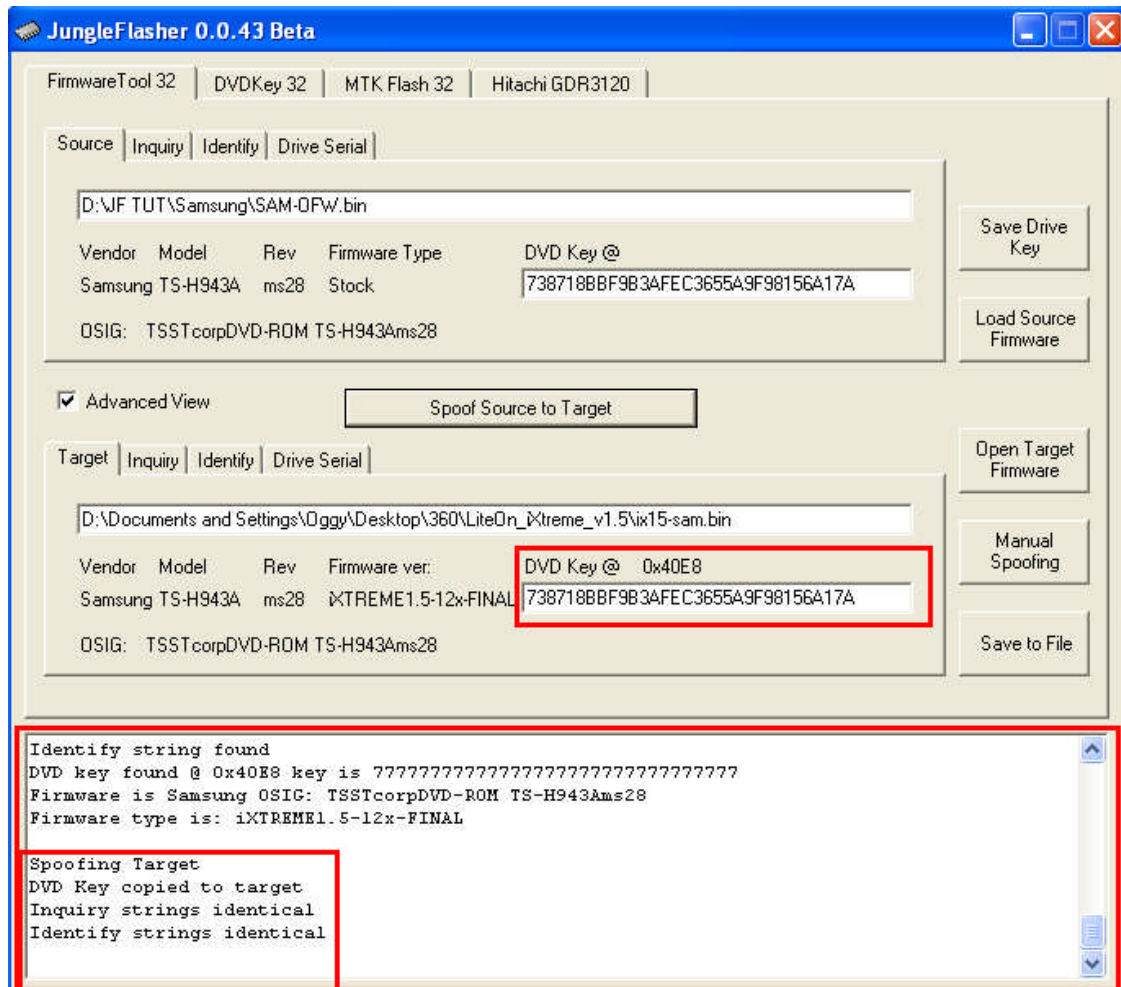 JungleFlasher 0.0.43 Beta
FirmwareTool 32 DVDKey 32 MTK Flash 32 Hitachi GDR3120
Source Inquiry Identify Drive Serial
D:\JF TUT\Samsung\SAM-OFW.bin
Vendor Model Rev Firmware Type DVD Key @
Samsung TS-H943A ms28 Stock 738718BBF9B3AFEC3655A9F98156A17A
OSIG: TSSTcorpDVD-ROM TS-H943Ams28
Save Drive
Key
Load Source
Firmware
Advanced View Spoof Source to Target
Target Inquiry Identify Drive Serial
D:\Documents and Settings\Oggy\Desktop\360\LiteOn_iXtreme_v1.5\ix15-sam.bin
Vendor Model Rev Firmware ver: DVD Key @ 0x40E8
Samsung TS-H943A ms28 iXTREME1.5-12x-FINAL 738718BBF9B3AFEC3655A9F98156A17A
OSIG: TSSTcorpDVD-ROM TS-H943Ams28
Open Target
Firmware
Manual
Spoofing
Save to File
Identify string found
DVD key found @ 0x40E8 key is 77777777777777777777777777777777
Firmware is Samsung OSIG: TSSTcorpDVD-ROM TS-H943Ams28
Firmware type is: iXTREME1.5-12x-FINAL
Spoofing Target
DVD Key copied to target
Inquiry strings identical
Identify strings identical